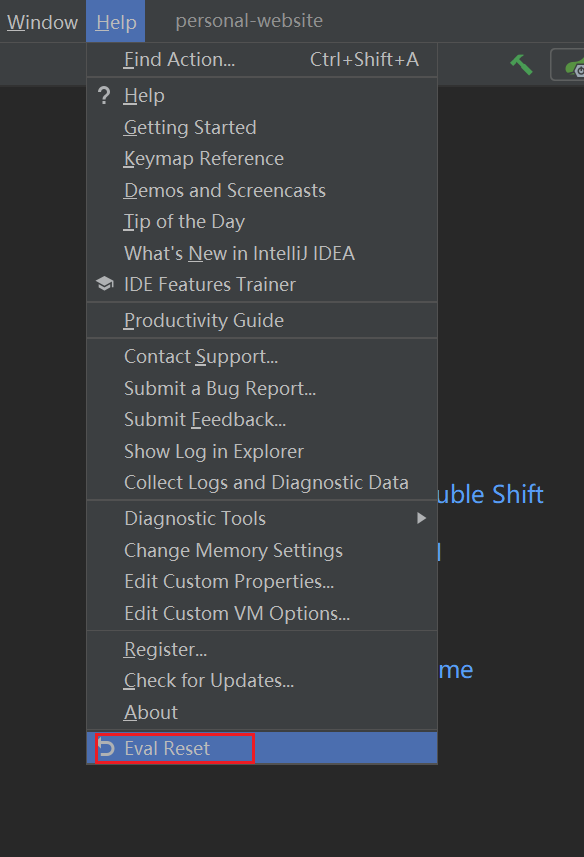 Window Help personal-website
Find Action... Ctrl+Shift+A
? Help
Getting Started
Keymap Reference
Demos and Screencasts
Tip of the Day
What's New in IntelliJ IDEA
IDE Features Trainer
Productivity Guide
Contact Support...
Submit a Bug Report...
Submit Feedback...
Show Log in Explorer
Collect Logs and Diagnostic Data
uble Shift
Diagnostic Tools
Change Memory Settings
Edit Custom Properties...
Edit Custom VM Options...
Register...
me
Check for Updates...
About
Eval Reset